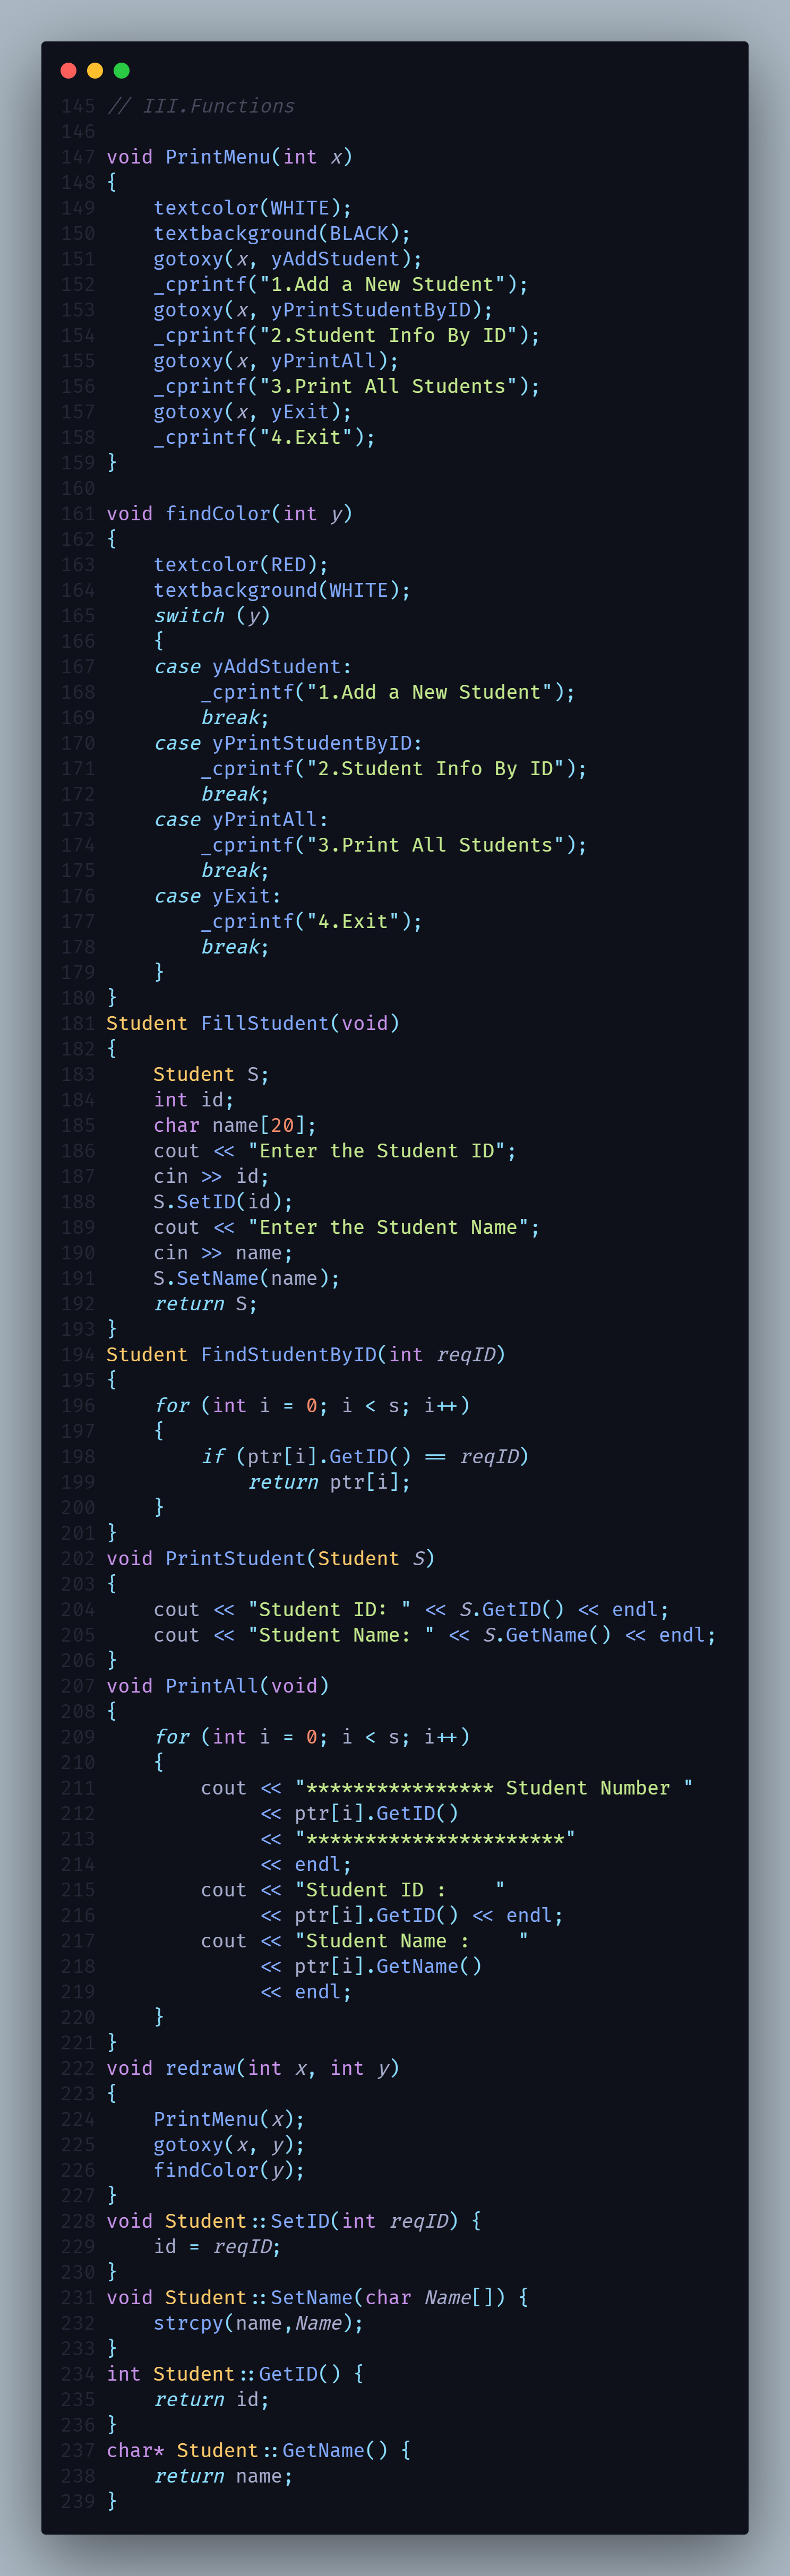 145 // III.Functions
146
147 void PrintMenu(int x)
148 {
149     textcolor(WHITE);
150     textbackground(BLACK);
151     gotoxy(x, yAddStudent);
152     _cprintf("1.Add a New Student");
153     gotoxy(x, yPrintStudentByID);
154     _cprintf("2.Student Info By ID");
155     gotoxy(x, yPrintAll);
156     _cprintf("3.Print All Students");
157     gotoxy(x, yExit);
158     _cprintf("4.Exit");
159 }
160
161 void findColor(int y)
162 {
163     textcolor(RED);
164     textbackground(WHITE);
165     switch (y)
166     {
167     case yAddStudent:
168         _cprintf("1.Add a New Student");
169         break;
170     case yPrintStudentByID:
171         _cprintf("2.Student Info By ID");
172         break;
173     case yPrintAll:
174         _cprintf("3.Print All Students");
175         break;
176     case yExit:
177         _cprintf("4.Exit");
178         break;
179     }
180 }
181 Student FillStudent(void)
182 {
183     Student S;
184     int id;
185     char name[20];
186     cout << "Enter the Student ID";
187     cin >> id;
188     S.SetID(id);
189     cout << "Enter the Student Name";
190     cin >> name;
191     S.SetName(name);
192     return S;
193 }
194 Student FindStudentByID(int reqID)
195 {
196     for (int i = 0; i < s; i++)
197     {
198         if (ptr[i].GetID() == reqID)
199             return ptr[i];
200     }
201 }
202 void PrintStudent(Student S)
203 {
204     cout << "Student ID: " << S.GetID() << endl;
205     cout << "Student Name: " << S.GetName() << endl;
206 }
207 void PrintAll(void)
208 {
209     for (int i = 0; i < s; i++)
210     {
211         cout << "**************** Student Number "
212              << ptr[i].GetID()
213              << "**********************"
214              << endl;
215         cout << "Student ID :    "
216              << ptr[i].GetID() << endl;
217         cout << "Student Name :    "
218              << ptr[i].GetName()
219              << endl;
220     }
221 }
222 void redraw(int x, int y)
223 {
224     PrintMenu(x);
225     gotoxy(x, y);
226     findColor(y);
227 }
228 void Student::SetID(int reqID) {
229     id = reqID;
230 }
231 void Student::SetName(char Name[]) {
232     strcpy(name,Name);
233 }
234 int Student::GetID() {
235     return id;
236 }
237 char* Student::GetName() {
238     return name;
239 }